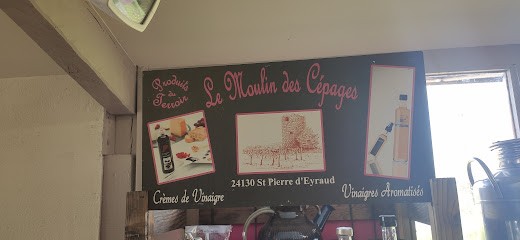 Produits
du
Terroir
Le Moulin des Cépages
24130 St Pierre d'Eyraud
Crèmes de Vinaigre
Vinaigres Aromatisés